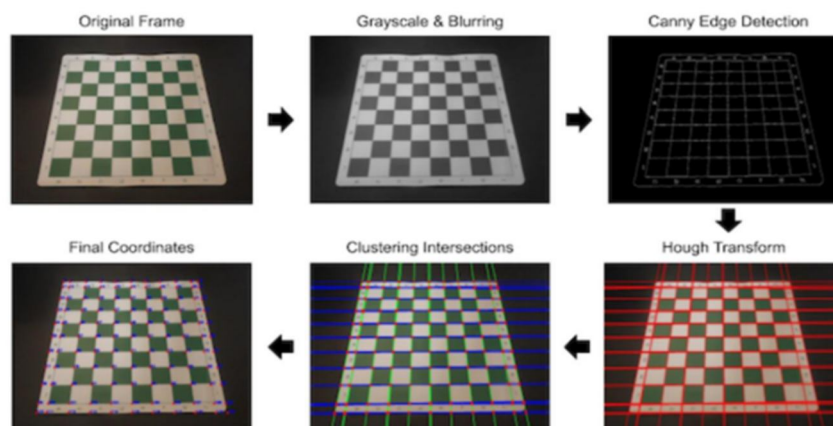 Original Frame
Grayscale & Blurring
Canny Edge Detection
Final Coordinates
Clustering Intersections
Hough Transform